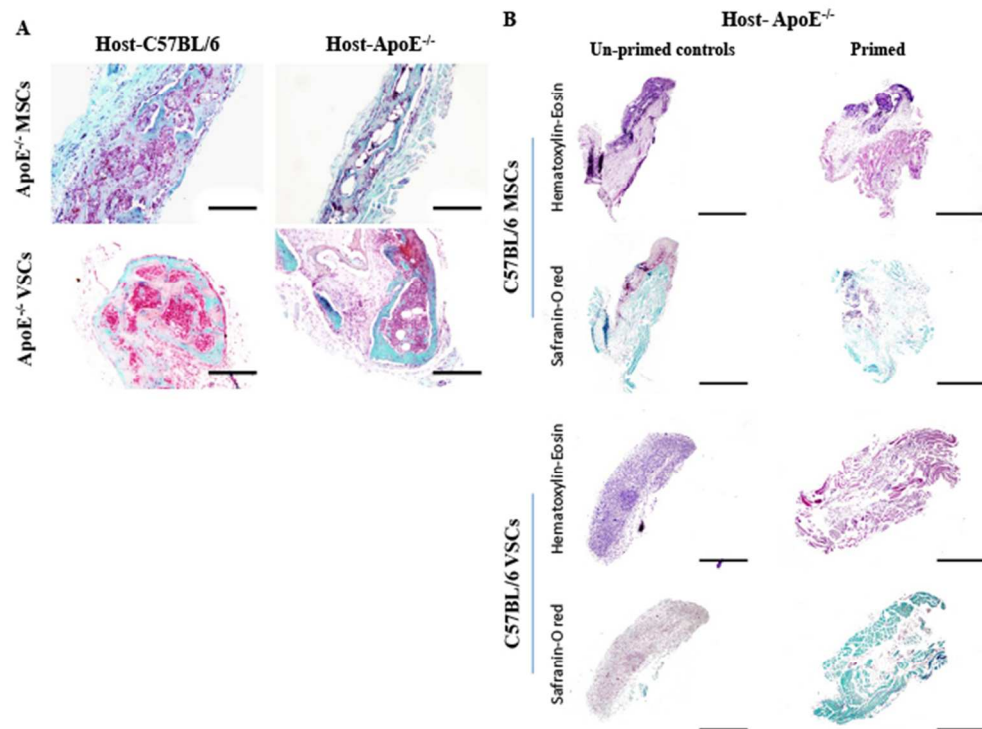 A
Host-C57BL/6
Host-ApoE-/-
ApoE-/- MSCs
ApoE-/- VSCs
B
Host- ApoE-/-
Un-primed controls
Primed
C57BL/6 MSCs
Hematoxylin-Eosin
Safranin-O red
C57BL/6 VSCs
Hematoxylin-Eosin
Safranin-O red